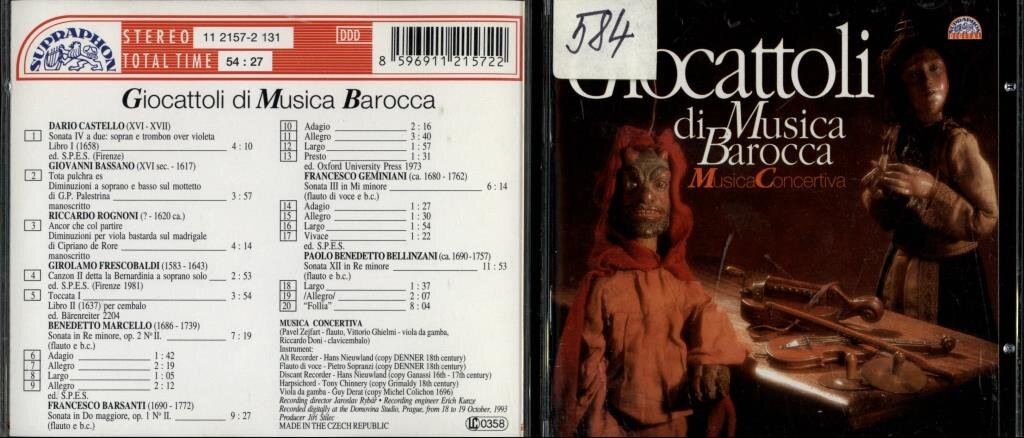 SUPRAPHON
STEREO 11 2157-2 131 DDD
TOTAL TIME 54 : 27
8 596911 215722
Giocattoli di Musica Barocca
DARIO CASTELLO (XVI - XVII)
1 Sonata IV a due: sopran e trombon over violeta
Libro I (1658) 4 : 10
ed. S.P.E.S. (Firenze)
GIOVANNI BASSANO (XVI sec. - 1617)
2 Tota pulchra es
Diminuzioni a soprano e basso sul mottetto
di G.P. Palestrina 3 : 57
manoscritto
RICCARDO ROGNONI (? - 1620 ca.)
3 Ancor che col partire
Diminuzioni per viola bastarda sul madrigale
di Cipriano de Rore 4 : 14
manoscritto
GIROLAMO FRESCOBALDI (1583 - 1643)
4 Canzon II detta la Bernardinia a soprano solo 2 : 53
ed. S.P.E.S. (Firenze 1981)
5 Toccata I 3 : 54
Libro II (1637) per cembalo
ed. Bärenreiter 2204
BENEDETTO MARCELLO (1686 - 1739)
Sonata in Re minore, op. 2 Nº II. 7 : 19
(flauto e b.c.)
6 Adagio 1 : 42
7 Allegro 2 : 19
8 Largo 1 : 05
9 Allegro 2 : 12
ed. S.P.E.S.
FRANCESCO BARSANTI (1690 - 1772)
Sonata in Do maggiore, op. 1 Nº II. 9 : 27
(flauto e b.c.)
10 Adagio 2 : 16
11 Allegro 3 : 40
12 Largo 1 : 57
13 Presto 1 : 31
ed. Oxford University Press 1973
FRANCESCO GEMINIANI (ca. 1680 - 1762)
Sonata III in Mi minore 6 : 14
(flauto di voce e b.c.)
14 Adagio 1 : 27
15 Allegro 1 : 30
16 Largo 1 : 54
17 Vivace 1 : 22
ed. S.P.E.S.
PAOLO BENEDETTO BELLINZANI (ca. 1690-1757)
Sonata XII in Re minore 11 : 53
(flauto e b.c.)
18 Largo 1 : 37
19 /Allegro/ 2 : 07
20 "Follia" 8 : 04
MUSICA CONCERTIVA
(Pavel Zejfart - flauto, Vittorio Ghielmi - viola da gamba,
Riccardo Doni - clavicembalo)
Instrument:
Alt Recorder - Hans Nieuwland (copy DENNER 18th century)
Flauto di voce - Pietro Sopranzi (copy DENNER 18th century)
Discant Recorder - Hans Nieuwland (copy Ganassi 16th - 17th century)
Harpsichord - Tony Chinnery (copy Grimaldy 18th century)
Viola da gamba - Guy Derat (copy Michel Colichon 1696)
Recording director Jaroslav Rybář • Recording engineer Erich Kunze
Recorded digitally at the Domovina Studio, Prague, from 18 to 19 October, 1993
Producer Jiří Šilec
MADE IN THE CZECH REPUBLIC
LC 0358
584
Giocattoli
di Musica
Barocca
MusicaConcertiva
SUPRAPHON
DIGITAL